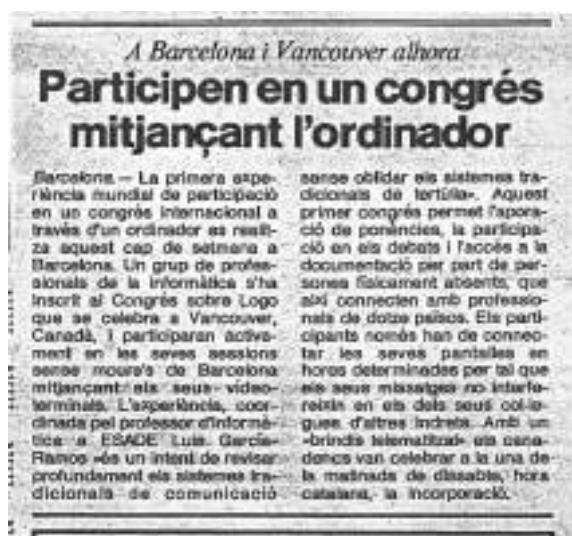 A Barcelona i Vancouver alhora
Participen en un congrés
mitjançant l'ordinador
Barcelona.— La primera expe-
riència mundial de participació
en un congrés internacional a
través d'un ordinador es realit-
za aquest cap de setmana a
Barcelona. Un grup de profes-
sionals de la informàtica s'ha
inscrit al Congrés sobre Logo
que se celebra a Vancouver,
Canadà, i participaran activa-
ment en les seves sessions
sense moure's de Barcelona
mitjançant els seus video-
terminals. L'experiència, coor-
dinada pel professor d'informà-
tica a ESADE Luis Garcia-
Ramos «és un intent de revisar
profundament els sistemes tra-
dicionals de comunicació
sense oblidar els sistemes tra-
dicionals de tertúlia». Aquest
primer congrés permet l'apora-
ció de ponències, la participa-
ció en els debats i l'accés a la
documentació per part de per-
sones físicament absents, que
així connecten amb professio-
nals de dotze països. Els parti-
cipants només han de connec-
tar les seves pantalles en
hores determinades per tal que
els seus missatges no interfe-
reixin en els dels seus col·le-
gues d'altres indrets. Amb un
«brindis telematitzat» els cana-
dencs van celebrar a la una de
la matinada de dissabte, hora
catalana, la incorporació.